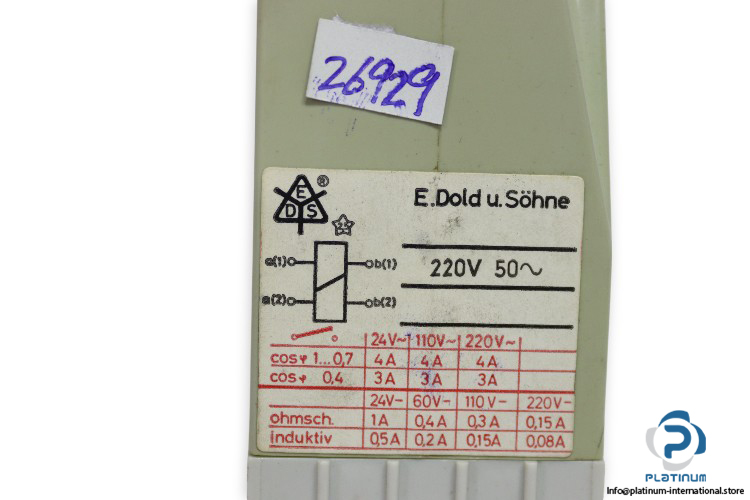 26929
E D S ®
E.Dold u. Söhne
a(1) b(1)
220V 50~
a(2) b(2)
24V~ 110V~ 220V~
cosφ 1...0,7 4A 4A 4A
cosφ 0,4 3A 3A 3A
24V- 60V- 110V- 220V-
ohmsch. 1A 0,4A 0,3A 0,15A
induktiv 0,5A 0,2A 0,15A 0,08A
PLATINUM
Info@platinum-international.store